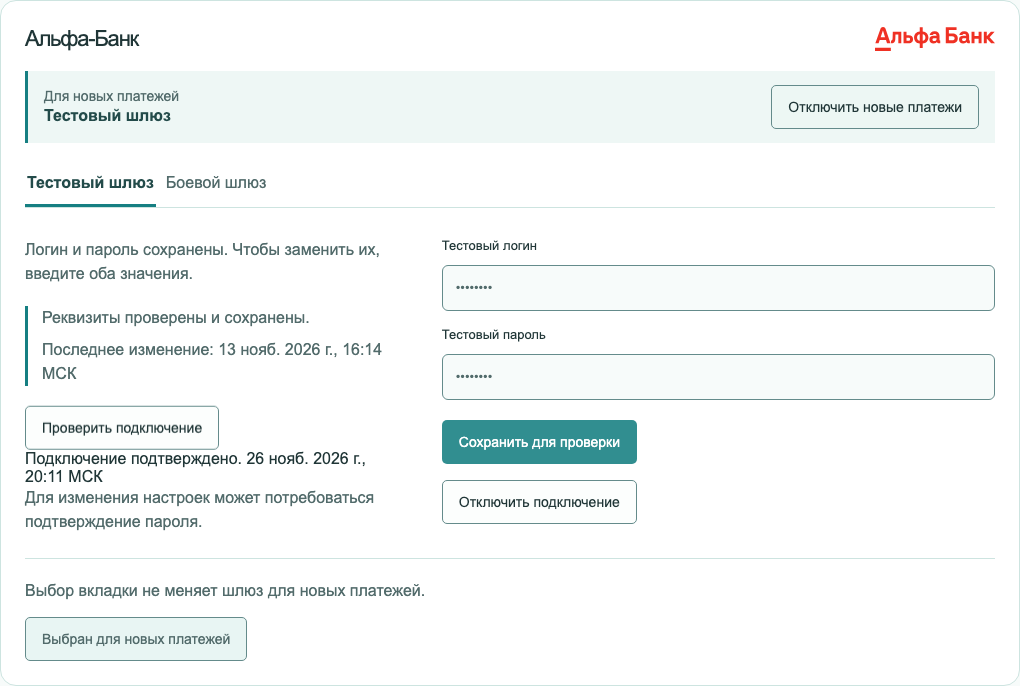 Альфа-Банк
Альфа Банк
Для новых платежей
Тестовый шлюз
Отключить новые платежи
Тестовый шлюз
Боевой шлюз
Логин и пароль сохранены. Чтобы заменить их,
введите оба значения.
Реквизиты проверены и сохранены.
Последнее изменение: 13 нояб. 2026 г., 16:14
МСК
Проверить подключение
Подключение подтверждено. 26 нояб. 2026 г.,
20:11 МСК
Для изменения настроек может потребоваться
подтверждение пароля.
Тестовый логин
••••••••
Тестовый пароль
••••••••
Сохранить для проверки
Отключить подключение
Выбор вкладки не меняет шлюз для новых платежей.
Выбран для новых платежей